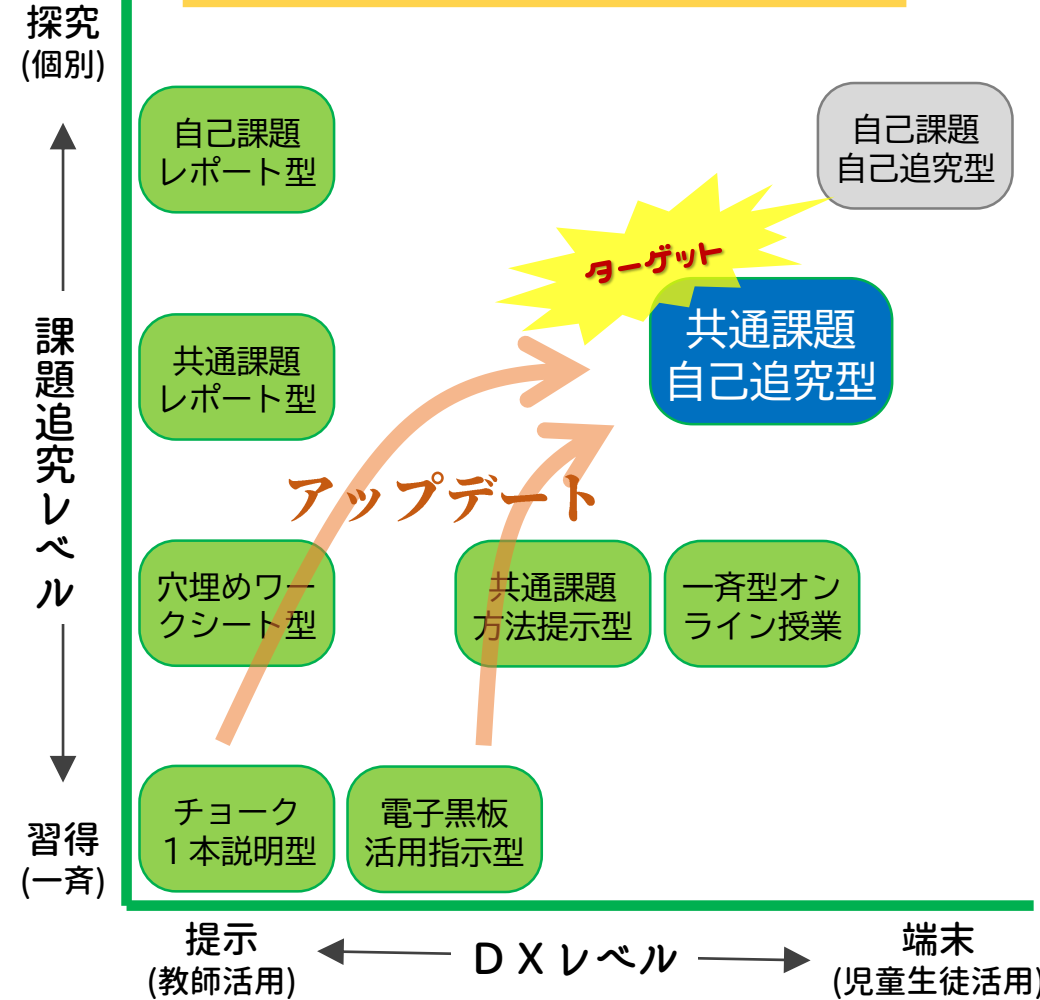 探究
(個別)
自己課題
レポート型
自己課題
自己追究型
ターゲット
共通課題
自己追究型
共通課題
レポート型
課題追究レベル
アップデート
穴埋めワー
クシート型
共通課題
方法提示型
一斉型オン
ライン授業
チョーク
１本説明型
電子黒板
活用指示型
習得
(一斉)
提示
(教師活用)
ＤＸレベル
端末
(児童生徒活用)